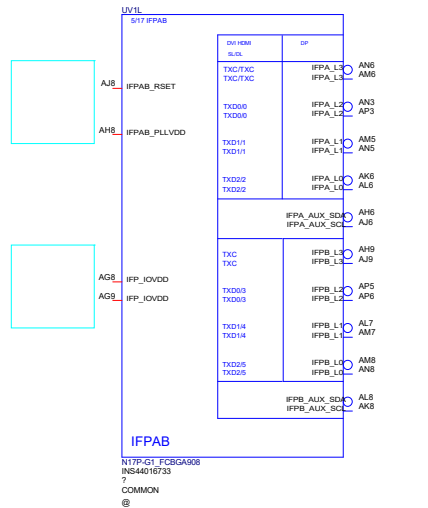 UV1L
5/17 IFPAB
DVI HDMI DP
SL/DL
TXC/TXC IFPA_L3 AN6
TXC/TXC IFPA_L3 AM6
AJ8 IFPAB_RSET
TXD0/0 IFPA_L2 AN3
TXD0/0 IFPA_L2 AP3
AH8 IFPAB_PLLVDD
TXD1/1 IFPA_L1 AM5
TXD1/1 IFPA_L1 AN5
TXD2/2 IFPA_L0 AK6
TXD2/2 IFPA_L0 AL6
IFPA_AUX_SDA AH6
IFPA_AUX_SCL AJ6
TXC IFPB_L3 AH9
TXC IFPB_L3 AJ9
AG8 IFP_IOVDD
TXD0/3 IFPB_L2 AP5
AG9 IFP_IOVDD TXD0/3 IFPB_L2 AP6
TXD1/4 IFPB_L1 AL7
TXD1/4 IFPB_L1 AM7
TXD2/5 IFPB_L0 AM8
TXD2/5 IFPB_L0 AN8
IFPB_AUX_SDA AL8
IFPB_AUX_SCL AK8
IFPAB
N17P-G1_FCBGA908
INS44016733
?
COMMON
@